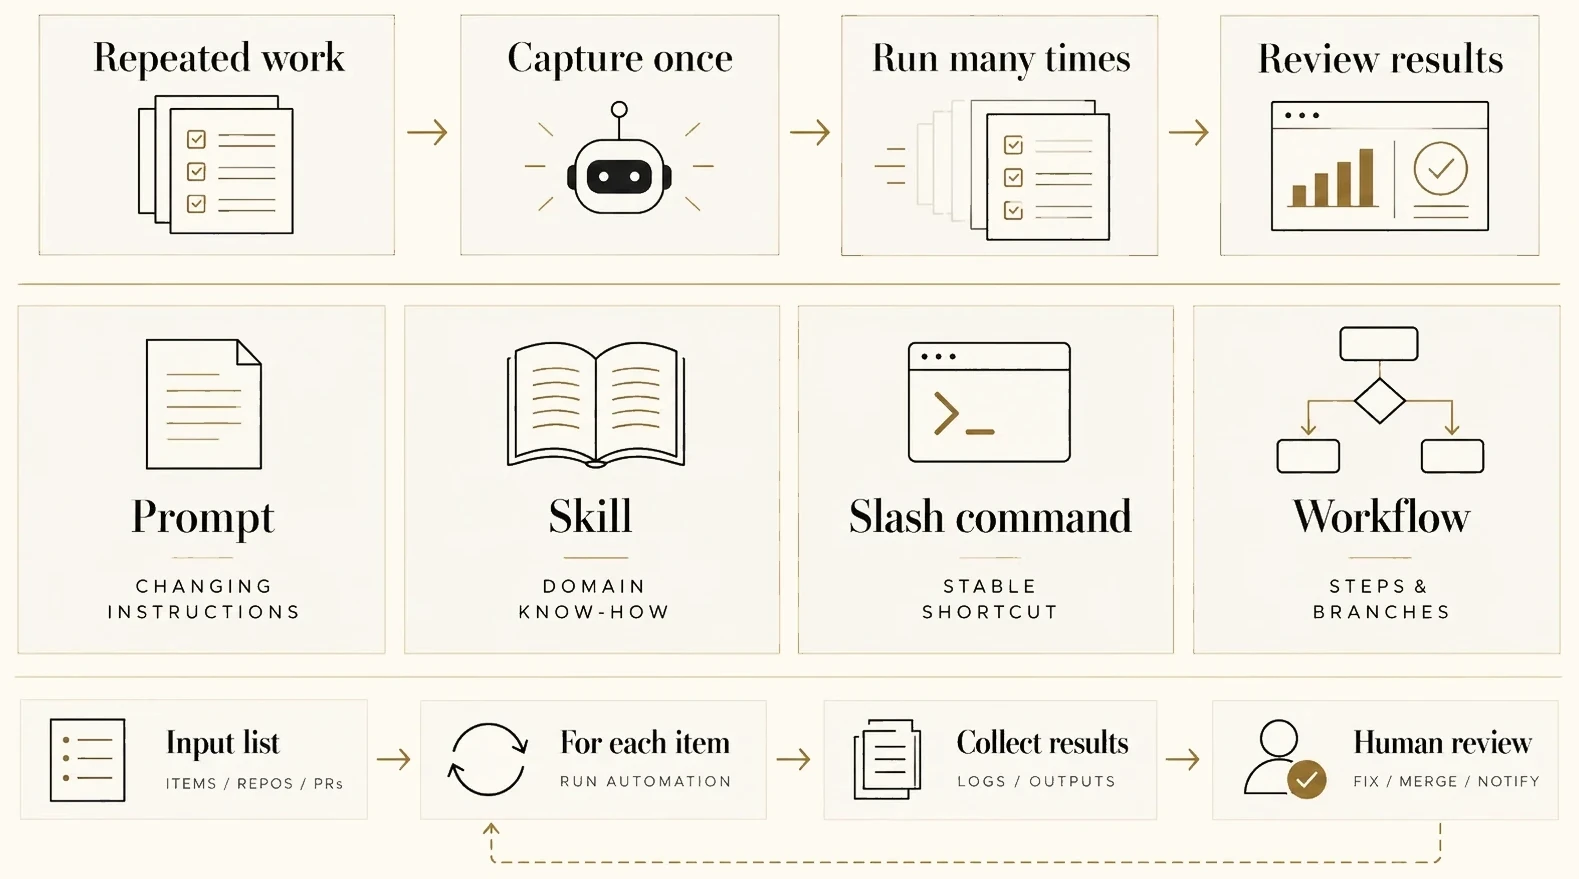 Repeated work
Capture once
Run many times
Review results
Prompt
CHANGING
INSTRUCTIONS
Skill
DOMAIN
KNOW-HOW
Slash command
STABLE
SHORTCUT
Workflow
STEPS &
BRANCHES
Input list
ITEMS / REPOS / PRs
For each item
RUN AUTOMATION
Collect results
LOGS / OUTPUTS
Human review
FIX / MERGE / NOTIFY